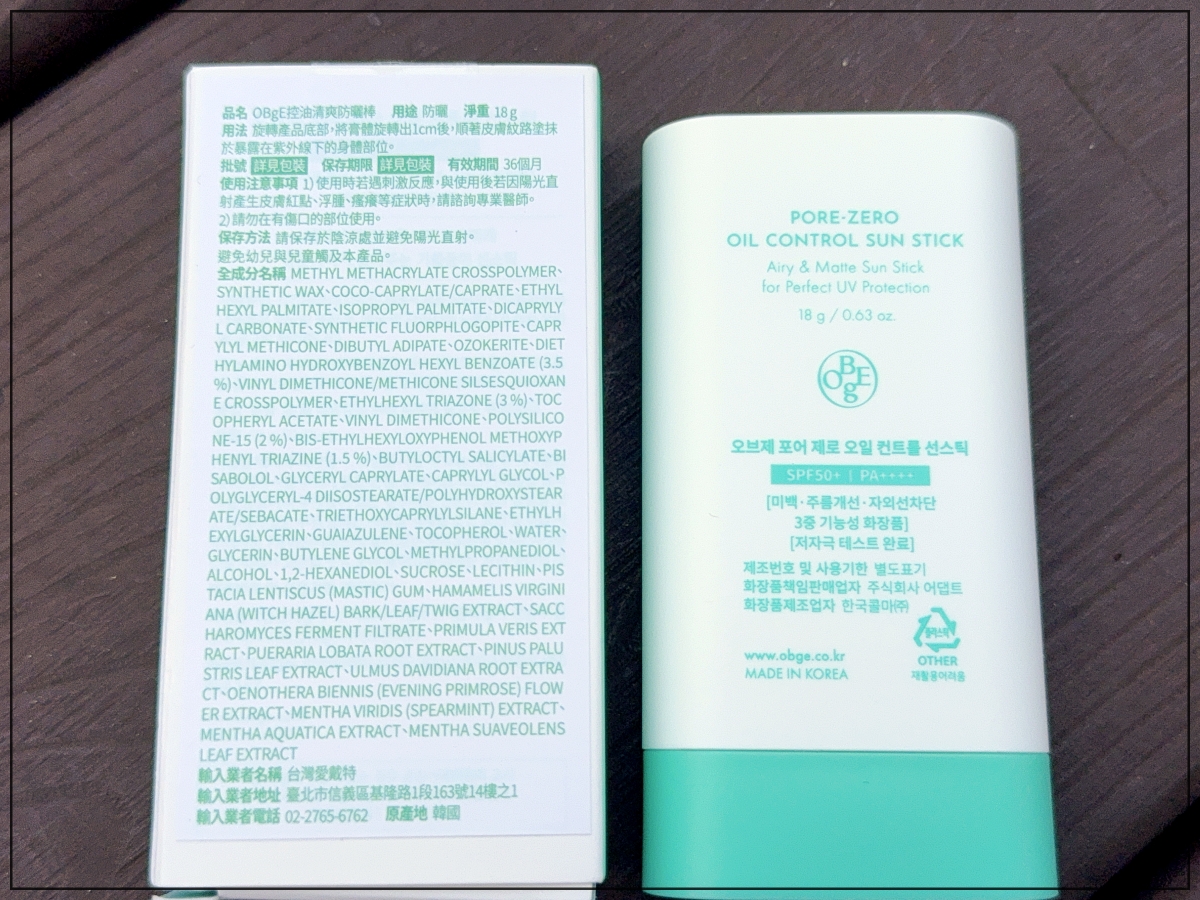 品名 OBgE控油清爽防曬棒 用途 防曬 淨重 18g
用法 旋轉產品底部,將膏體旋轉出1cm後,順著皮膚紋路塗抹
於暴露在紫外線下的身體部位。
批號 詳見包裝 保存期限 詳見包裝 有效期間 36個月
使用注意事項 1)使用時若遇刺激反應,與使用後若因陽光直
射產生皮膚紅點、浮腫、瘙癢等症狀時,請諮詢專業醫師。
2)請勿在有傷口的部位使用。
保存方法 請保存於陰涼處並避免陽光直射。
避免幼兒與兒童觸及本產品。
全成分名稱 METHYL METHACRYLATE CROSSPOLYMER、
SYNTHETIC WAX、COCO-CAPRYLATE/CAPRATE、ETHYL
HEXYL PALMITATE、ISOPROPYL PALMITATE、DICAPRYLY
L CARBONATE、SYNTHETIC FLUORPHLOGOPITE、CAPR
YLYL METHICONE、DIBUTYL ADIPATE、OZOKERITE、DIET
HYLAMINO HYDROXYBENZOYL HEXYL BENZOATE (3.5
%)、VINYL DIMETHICONE/METHICONE SILSESQUIOXAN
E CROSSPOLYMER、ETHYLHEXYL TRIAZONE (3 %)、TOC
OPHERYL ACETATE、VINYL DIMETHICONE、POLYSILICO
NE-15 (2 %)、BIS-ETHYLHEXYLOXYPHENOL METHOXYP
HENYL TRIAZINE (1.5 %)、BUTYLOCTYL SALICYLATE、BI
SABOLOL、GLYCERYL CAPRYLATE、CAPRYLYL GLYCOL、P
OLYGLYCERYL-4 DIISOSTEARATE/POLYHYDROXYSTEAR
ATE/SEBACATE、TRIETHOXYCAPRYLYLSILANE、ETHYLH
EXYLGLYCERIN、GUAIAZULENE、TOCOPHEROL、WATER、
GLYCERIN、BUTYLENE GLYCOL、METHYLPROPANEDIOL、
ALCOHOL、1,2-HEXANEDIOL、SUCROSE、LECITHIN、PIS
TACIA LENTISCUS (MASTIC) GUM、HAMAMELIS VIRGINI
ANA (WITCH HAZEL) BARK/LEAF/TWIG EXTRACT、SACC
HAROMYCES FERMENT FILTRATE、PRIMULA VERIS EXT
RACT、PUERARIA LOBATA ROOT EXTRACT、PINUS PALU
STRIS LEAF EXTRACT、ULMUS DAVIDIANA ROOT EXTRA
CT、OENOTHERA BIENNIS (EVENING PRIMROSE) FLOW
ER EXTRACT、MENTHA VIRIDIS (SPEARMINT) EXTRACT、
MENTHA AQUATICA EXTRACT、MENTHA SUAVEOLENS
LEAF EXTRACT
輸入業者名稱 台灣愛戴特
輸入業者地址 臺北市信義區基隆路1段163號14樓之1
輸入業者電話 02-2765-6762 原產地 韓國
PORE·ZERO
OIL CONTROL SUN STICK
Airy & Matte Sun Stick
for Perfect UV Protection
18 g / 0.63 oz.
OBgE
오브제 포어 제로 오일 컨트롤 선스틱
SPF50+ | PA++++
[미백·주름개선·자외선차단
3중 기능성 화장품]
[저자극 테스트 완료]
제조번호 및 사용기한 별도표기
화장품책임판매업자 주식회사 어댑트
화장품제조업자 한국콜마㈜
플라스틱
OTHER
재활용어려움
www.obge.co.kr
MADE IN KOREA